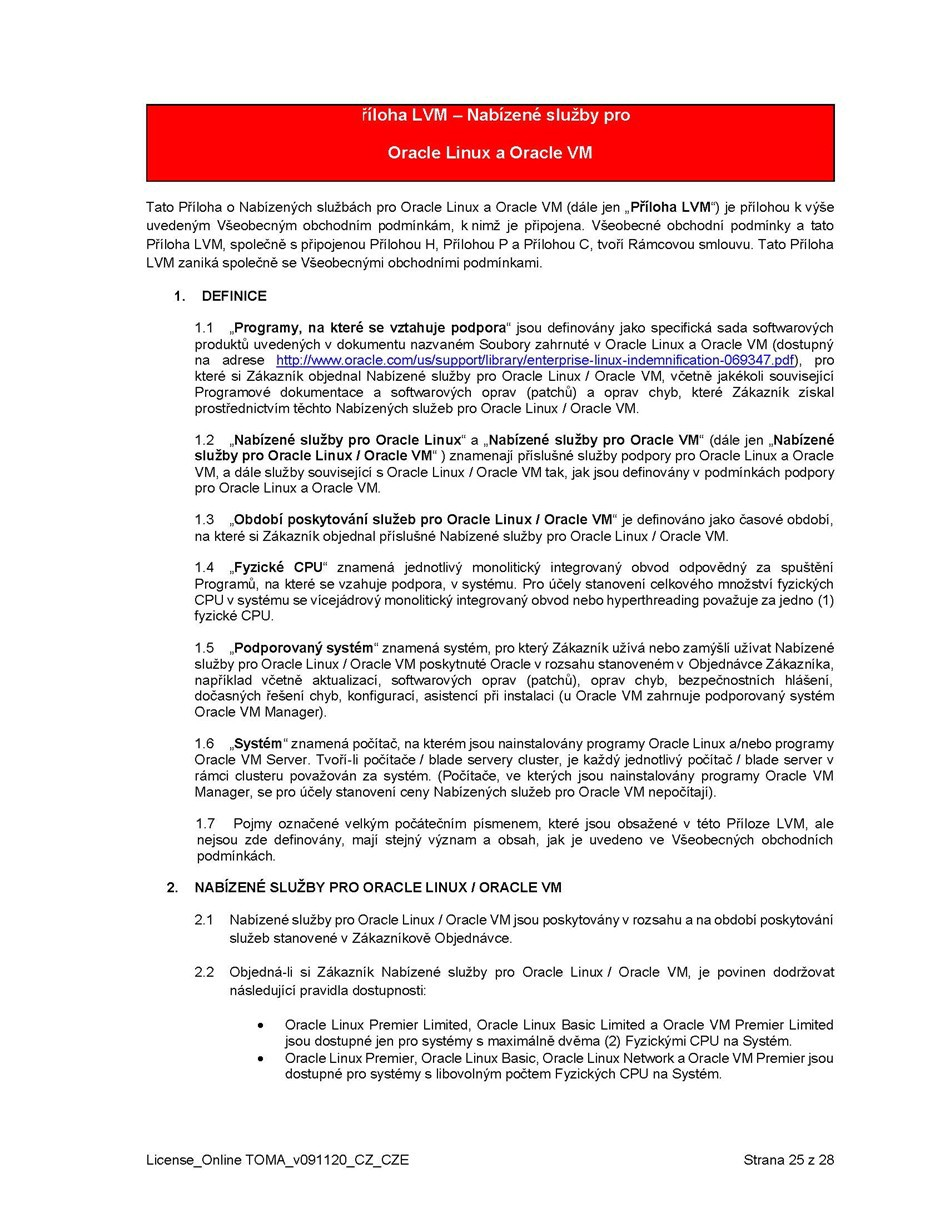 říloha LVM – Nabízené služby pro
Oracle Linux a Oracle VM
Tato Příloha o Nabízených službách pro Oracle Linux a Oracle VM (dále jen „Příloha LVM“) je přílohou k výše
uvedeným Všeobecným obchodním podmínkám, k nimž je připojena. Všeobecné obchodní podmínky a tato
Příloha LVM, společně s připojenou Přílohou H, Přílohou P a Přílohou C, tvoří Rámcovou smlouvu. Tato Příloha
LVM zaniká společně se Všeobecnými obchodními podmínkami.
1. DEFINICE
1.1 „Programy, na které se vztahuje podpora“ jsou definovány jako specifická sada softwarových
produktů uvedených v dokumentu nazvaném Soubory zahrnuté v Oracle Linux a Oracle VM (dostupný
na adrese http://www.oracle.com/us/support/library/enterprise-linux-indemnification-069347.pdf), pro
které si Zákazník objednal Nabízené služby pro Oracle Linux / Oracle VM, včetně jakékoli související
Programové dokumentace a softwarových oprav (patchů) a oprav chyb, které Zákazník získal
prostřednictvím těchto Nabízených služeb pro Oracle Linux / Oracle VM.
1.2 „Nabízené služby pro Oracle Linux“ a „Nabízené služby pro Oracle VM“ (dále jen „Nabízené
služby pro Oracle Linux / Oracle VM“ ) znamenají příslušné služby podpory pro Oracle Linux a Oracle
VM, a dále služby související s Oracle Linux / Oracle VM tak, jak jsou definovány v podmínkách podpory
pro Oracle Linux a Oracle VM.
1.3 „Období poskytování služeb pro Oracle Linux / Oracle VM“ je definováno jako časové období,
na které si Zákazník objednal příslušné Nabízené služby pro Oracle Linux / Oracle VM.
1.4 „Fyzické CPU“ znamená jednotlivý monolitický integrovaný obvod odpovědný za spuštění
Programů, na které se vzahuje podpora, v systému. Pro účely stanovení celkového množství fyzických
CPU v systému se vícejádrový monolitický integrovaný obvod nebo hyperthreading považuje za jedno (1)
fyzické CPU.
1.5 „Podporovaný systém“ znamená systém, pro který Zákazník užívá nebo zamýšlí užívat Nabízené
služby pro Oracle Linux / Oracle VM poskytnuté Oracle v rozsahu stanoveném v Objednávce Zákazníka,
například včetně aktualizací, softwarových oprav (patchů), oprav chyb, bezpečnostních hlášení,
dočasných řešení chyb, konfigurací, asistencí při instalaci (u Oracle VM zahrnuje podporovaný systém
Oracle VM Manager).
1.6 „Systém“ znamená počítač, na kterém jsou nainstalovány programy Oracle Linux a/nebo programy
Oracle VM Server. Tvoří-li počítače / blade servery cluster, je každý jednotlivý počítač / blade server v
rámci clusteru považován za systém. (Počítače, ve kterých jsou nainstalovány programy Oracle VM
Manager, se pro účely stanovení ceny Nabízených služeb pro Oracle VM nepočítají).
1.7 Pojmy označené velkým počátečním písmenem, které jsou obsažené v této Příloze LVM, ale
nejsou zde definovány, mají stejný význam a obsah, jak je uvedeno ve Všeobecných obchodních
podmínkách.
2. NABÍZENÉ SLUŽBY PRO ORACLE LINUX / ORACLE VM
2.1 Nabízené služby pro Oracle Linux / Oracle VM jsou poskytovány v rozsahu a na období poskytování
služeb stanovené v Zákazníkově Objednávce.
2.2 Objedná-li si Zákazník Nabízené služby pro Oracle Linux / Oracle VM, je povinen dodržovat
následující pravidla dostupnosti:
• Oracle Linux Premier Limited, Oracle Linux Basic Limited a Oracle VM Premier Limited
jsou dostupné jen pro systémy s maximálně dvěma (2) Fyzickými CPU na Systém.
• Oracle Linux Premier, Oracle Linux Basic, Oracle Linux Network a Oracle VM Premier jsou
dostupné pro systémy s libovolným počtem Fyzických CPU na Systém.
License_Online TOMA_v091120_CZ_CZE Strana 25 z 28